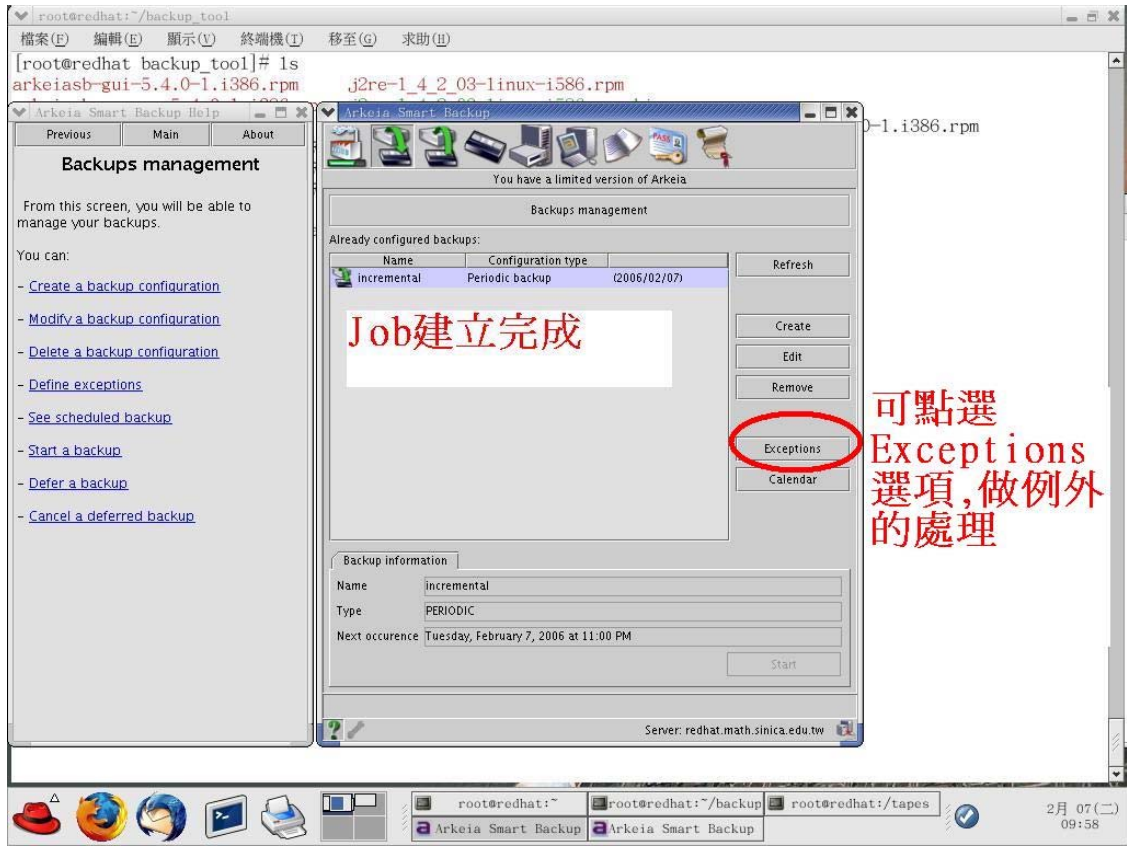 root@redhat:~/backup_tool
檔案(F) 編輯(E) 顯示(V) 終端機(T) 移至(G) 求助(H)
[root@redhat backup_tool]# ls
arkeiasb-gui-5.4.0-1.i386.rpm j2re-1_4_2_03-linux-i586.rpm
0-1.i386.rpm
Arkeia Smart Backup Help
Previous Main About
Backups management
From this screen, you will be able to
manage your backups.
You can:
- Create a backup configuration
- Modify a backup configuration
- Delete a backup configuration
- Define exceptions
- See scheduled backup
- Start a backup
- Defer a backup
- Cancel a deferred backup
Arkeia Smart Backup
You have a limited version of Arkeia
Backups management
Already configured backups:
Name Configuration type
incremental Periodic backup (2006/02/07)
Job建立完成
Refresh
Create
Edit
Remove
Exceptions
Calendar
可點選
Exceptions
選項,做例外
的處理
Backup information
Name incremental
Type PERIODIC
Next occurence Tuesday, February 7, 2006 at 11:00 PM
Start
Server: redhat.math.sinica.edu.tw
root@redhat:~ root@redhat:~/backup root@redhat:/tapes
Arkeia Smart Backup Arkeia Smart Backup
2月 07(二)
09:58